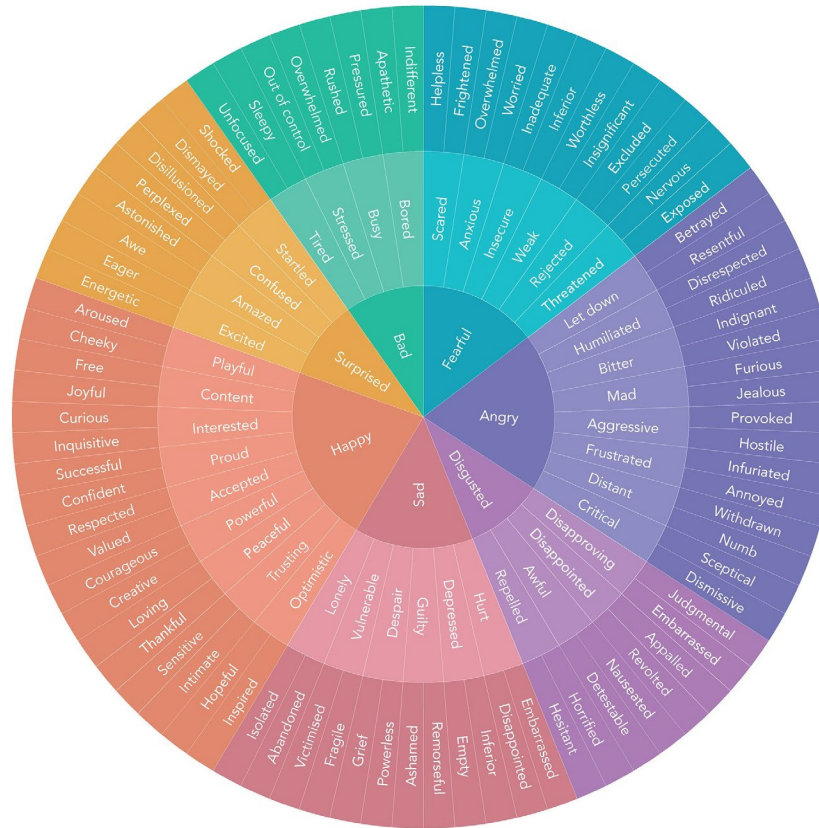 Fearful
Angry
Disgusted
Sad
Happy
Surprised
Bad
Scared
Anxious
Insecure
Weak
Rejected
Threatened
Let down
Humiliated
Bitter
Mad
Aggressive
Frustrated
Distant
Critical
Disapproving
Disappointed
Awful
Repelled
Hurt
Depressed
Guilty
Despair
Vulnerable
Lonely
Optimistic
Trusting
Peaceful
Powerful
Accepted
Proud
Interested
Content
Playful
Excited
Amazed
Confused
Startled
Tired
Stressed
Busy
Bored
Helpless
Frightened
Overwhelmed
Worried
Inadequate
Inferior
Worthless
Insignificant
Excluded
Persecuted
Nervous
Exposed
Betrayed
Resentful
Disrespected
Ridiculed
Indignant
Violated
Furious
Jealous
Provoked
Hostile
Infuriated
Annoyed
Withdrawn
Numb
Sceptical
Dismissive
Judgmental
Embarrassed
Appalled
Revolted
Nauseated
Detestable
Horrified
Hesitant
Embarrassed
Disappointed
Inferior
Empty
Remorseful
Ashamed
Powerless
Grief
Fragile
Victimised
Abandoned
Isolated
Inspired
Hopeful
Intimate
Sensitive
Thankful
Loving
Creative
Courageous
Valued
Respected
Confident
Successful
Inquisitive
Curious
Joyful
Free
Cheeky
Aroused
Energetic
Eager
Awe
Astonished
Perplexed
Disillusioned
Dismayed
Shocked
Unfocused
Sleepy
Out of control
Overwhelmed
Rushed
Pressured
Apathetic
Indifferent